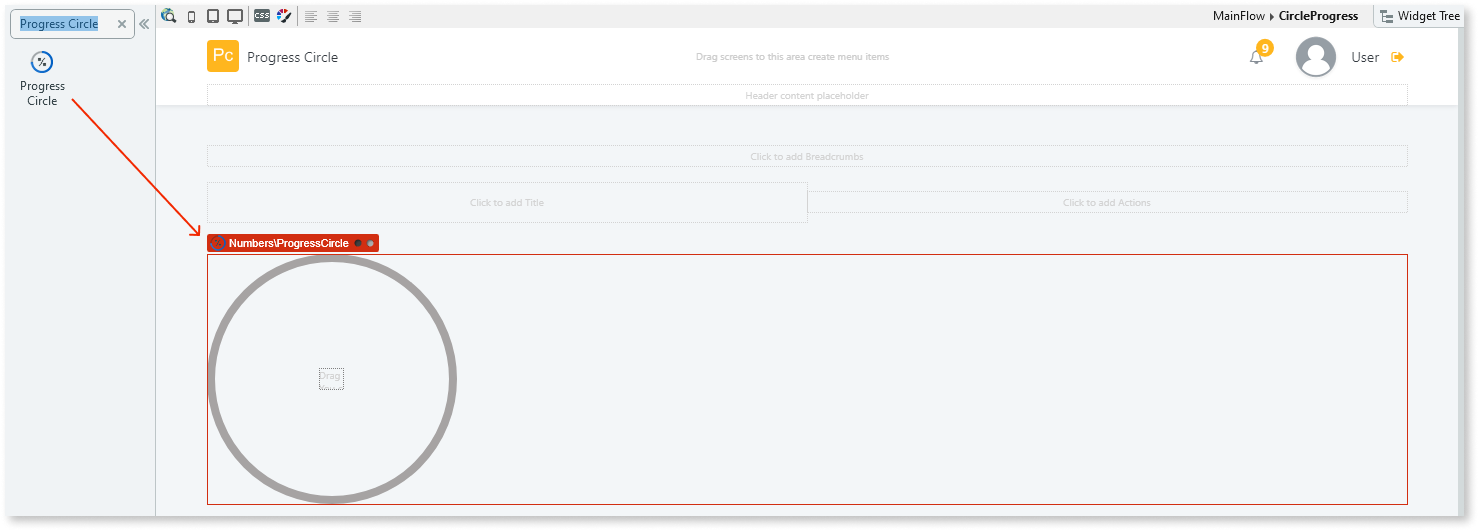 Progress Circle
CSS
MainFlow CircleProgress
Widget Tree
Progress
Circle
Pc
Progress Circle
Drag screens to this area create menu items
9
User
Header content placeholder
Click to add Breadcrumbs
Click to add Title
Click to add Actions
Numbers\ProgressCircle
Drag